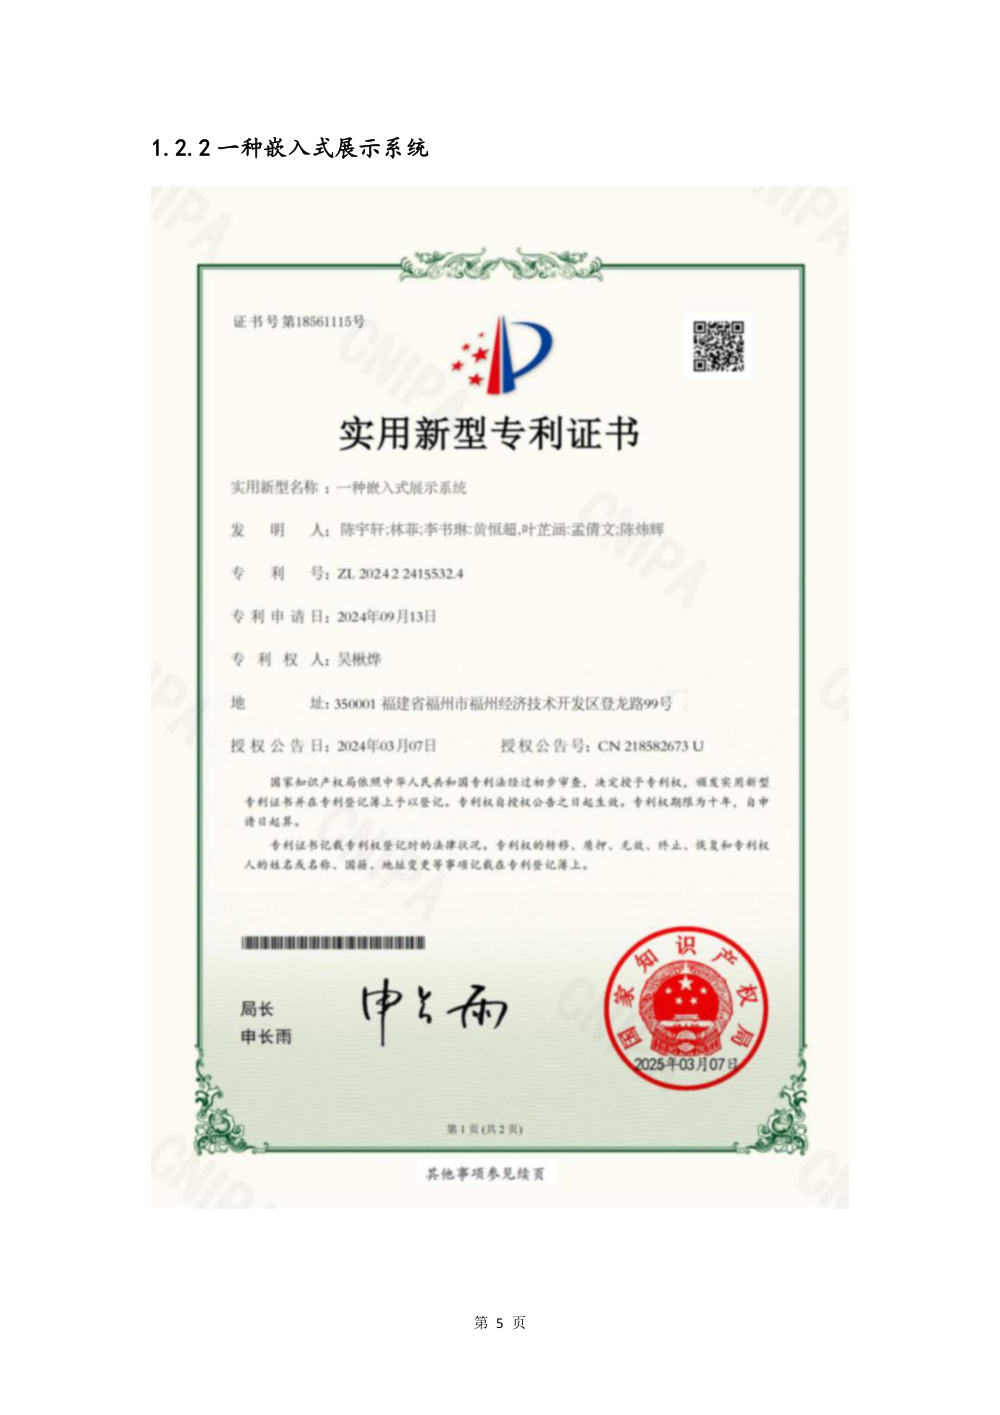 1.2.2 一种嵌入式展示系统
证书号第18561115号
实用新型专利证书
实用新型名称：一种嵌入式展示系统
发明人：陈宇轩;林菲;李书琳:黄恒超,叶芷涵:孟倩文;陈炜辉
专利号：ZL 2024 2 2415532.4
专利申请日：2024年09月13日
专利权人：吴楸烨
地址：350001 福建省福州市福州经济技术开发区登龙路99号
授权公告日：2024年03月07日 授权公告号：CN 218582673 U
国家知识产权局依照中华人民共和国专利法经过初步审查，决定授予专利权，颁发实用新型
专利证书并在专利登记簿上予以登记。专利权自授权公告之日起生效。专利权期限为十年，自申
请日起算。
专利证书记载专利权登记时的法律状况。专利权的转移、质押、无效、终止、恢复和专利权
人的姓名或名称、国籍、地址变更等事项记载在专利登记簿上。
局长
申长雨
申长雨
国家知识产权局
2025年03月07日
第1页(共2页)
其他事项参见续页
CNIPA
第 5 页